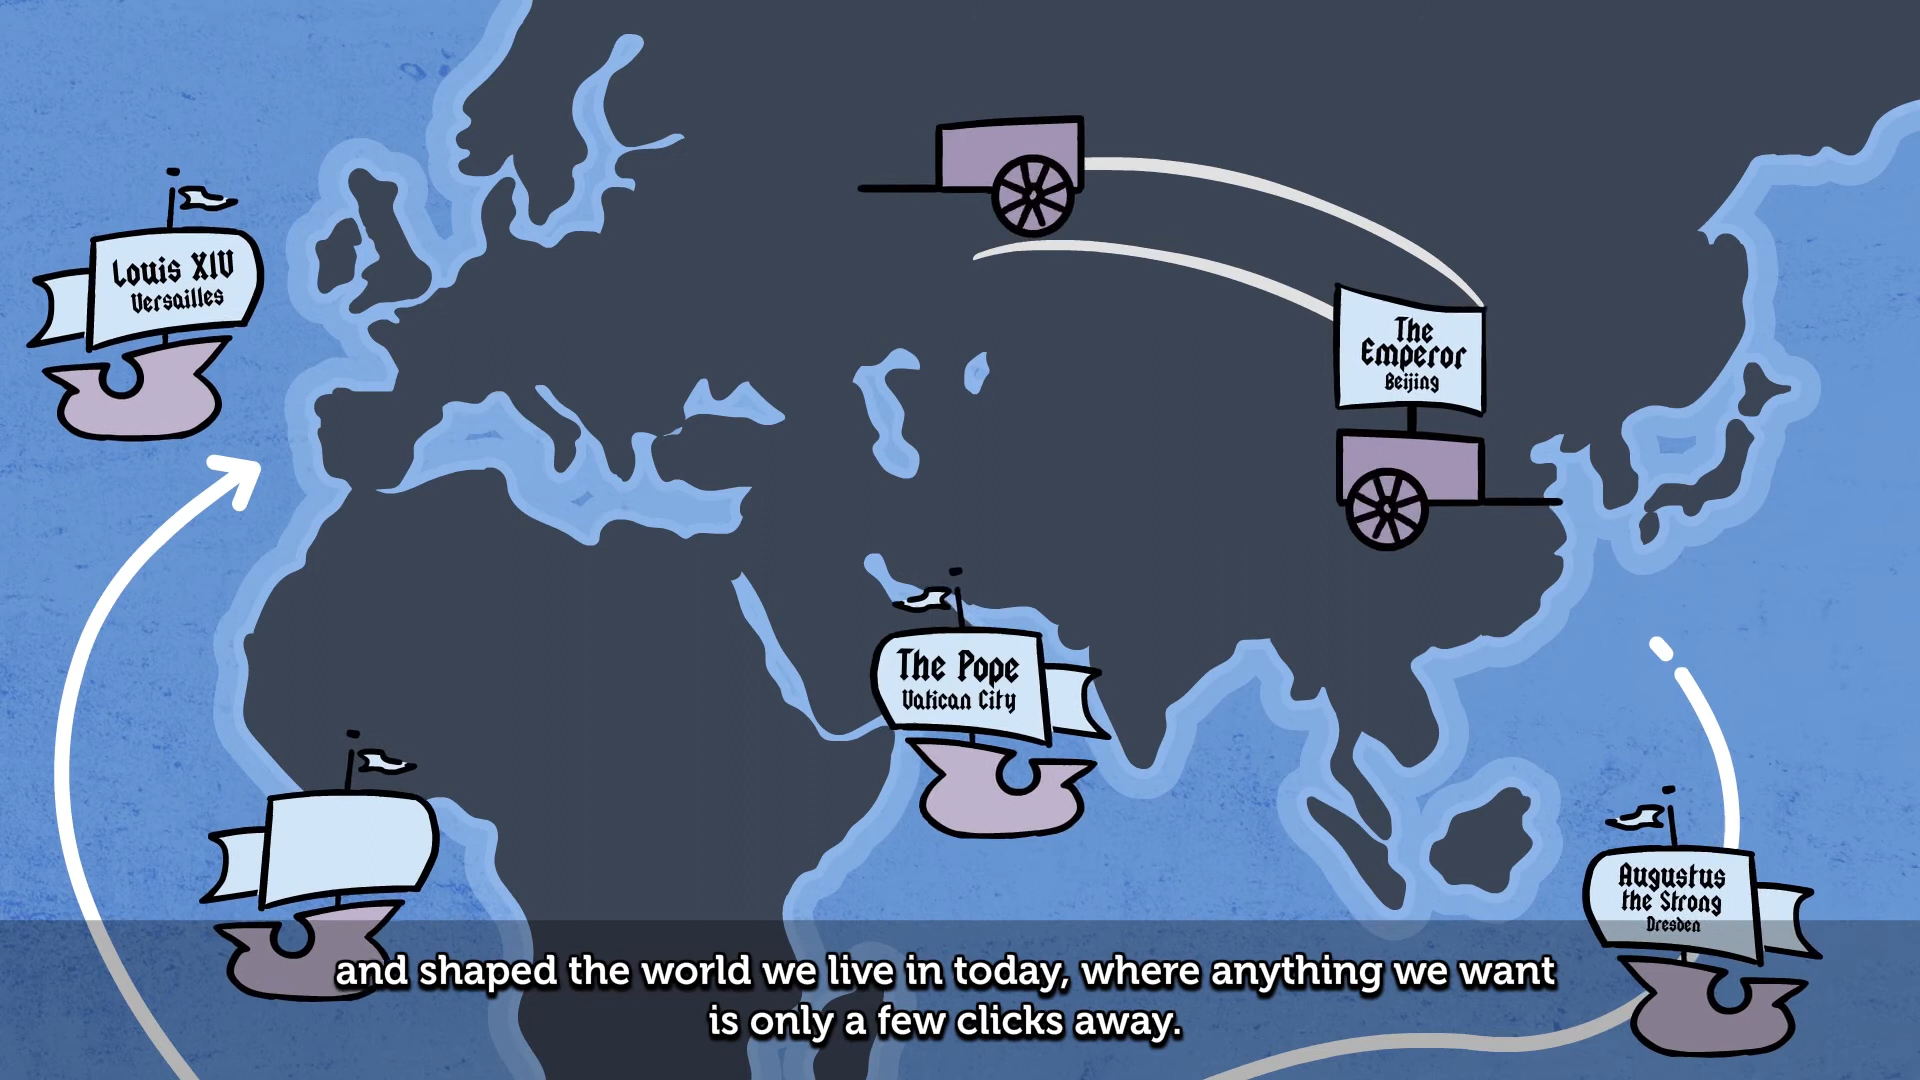 Louis XIV
Versailles
The
Emperor
Beijing
The Pope
Vatican City
Augustus
the Strong
Dresden
and shaped the world we live in today, where anything we want
is only a few clicks away.